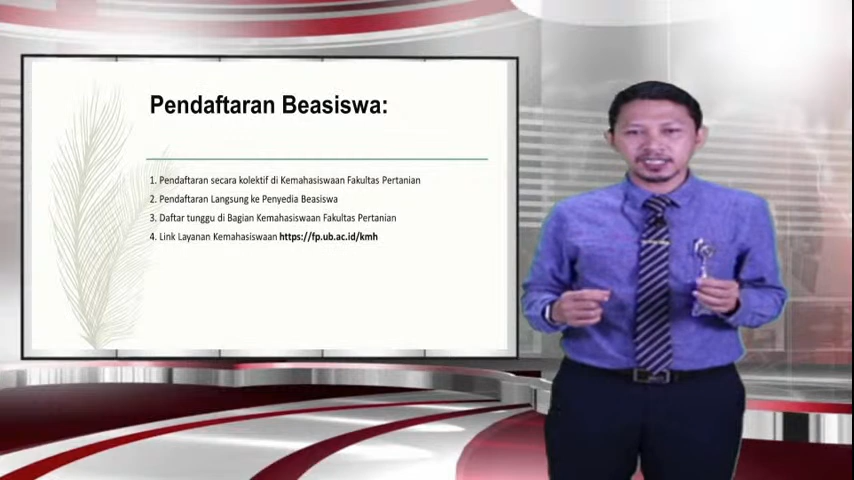 Pendaftaran Beasiswa:
1. Pendaftaran secara kolektif di Kemahasiswaan Fakultas Pertanian
2. Pendaftaran Langsung ke Penyedia Beasiswa
3. Daftar tunggu di Bagian Kemahasiswaan Fakultas Pertanian
4. Link Layanan Kemahasiswaan https://fp.ub.ac.id/kmh